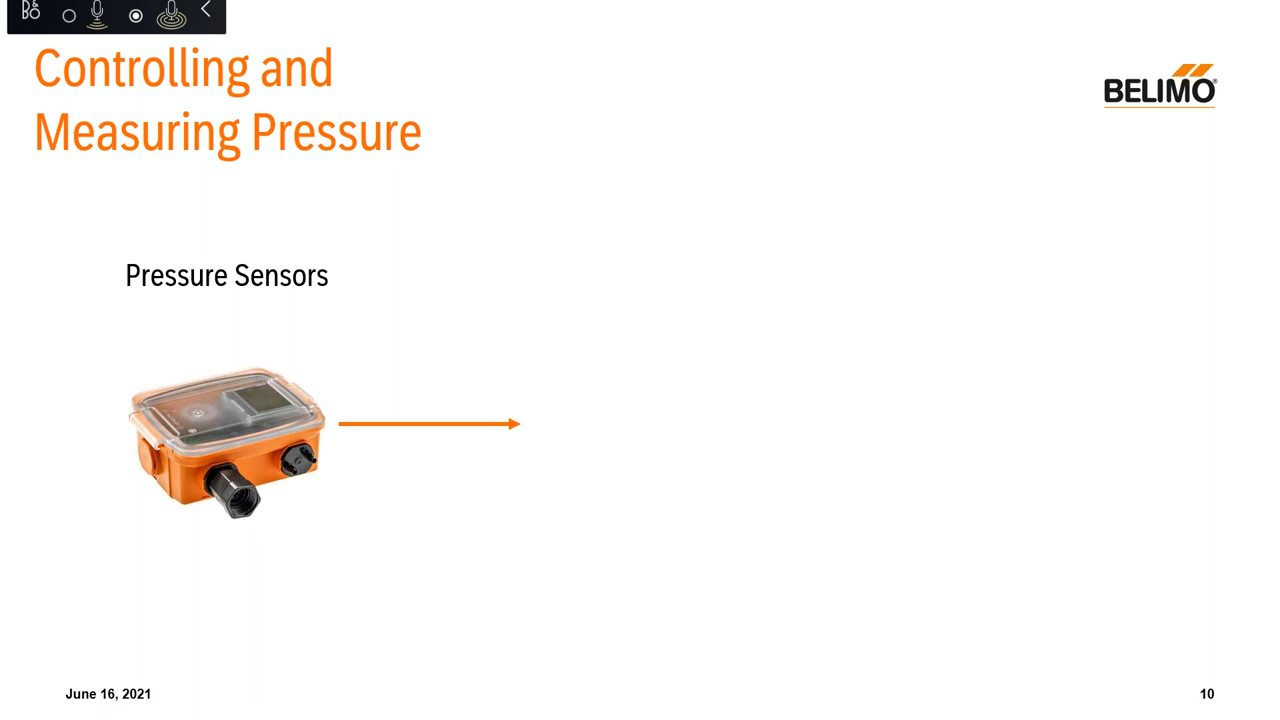 B&O
Controlling and
Measuring Pressure
BELIMO®
Pressure Sensors
June 16, 2021
10